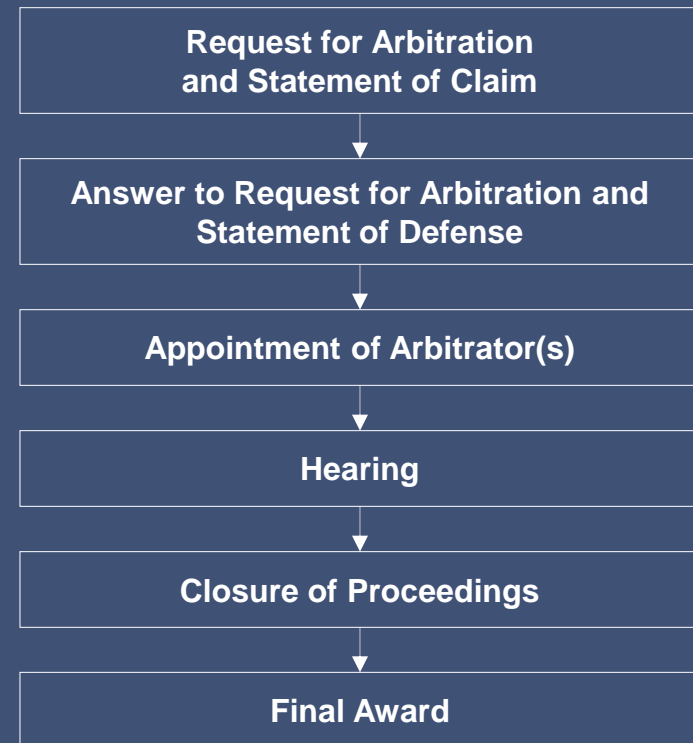 Request for Arbitration
and Statement of Claim
Answer to Request for Arbitration and
Statement of Defense
Appointment of Arbitrator(s)
Hearing
Closure of Proceedings
Final Award